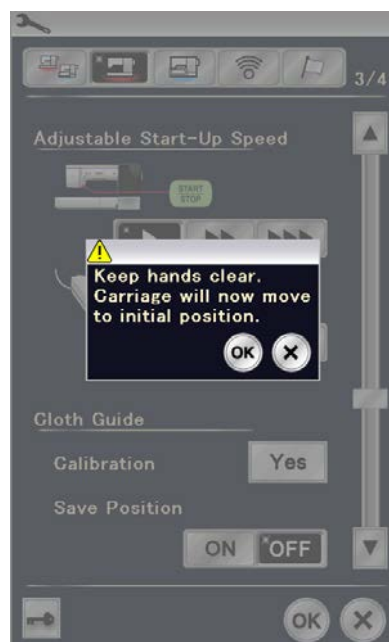 3/4
Adjustable Start-Up Speed
START
STOP
Keep hands clear.
Carriage will now move
to initial position.
OK
Cloth Guide
Calibration
Yes
Save Position
ON OFF
OK